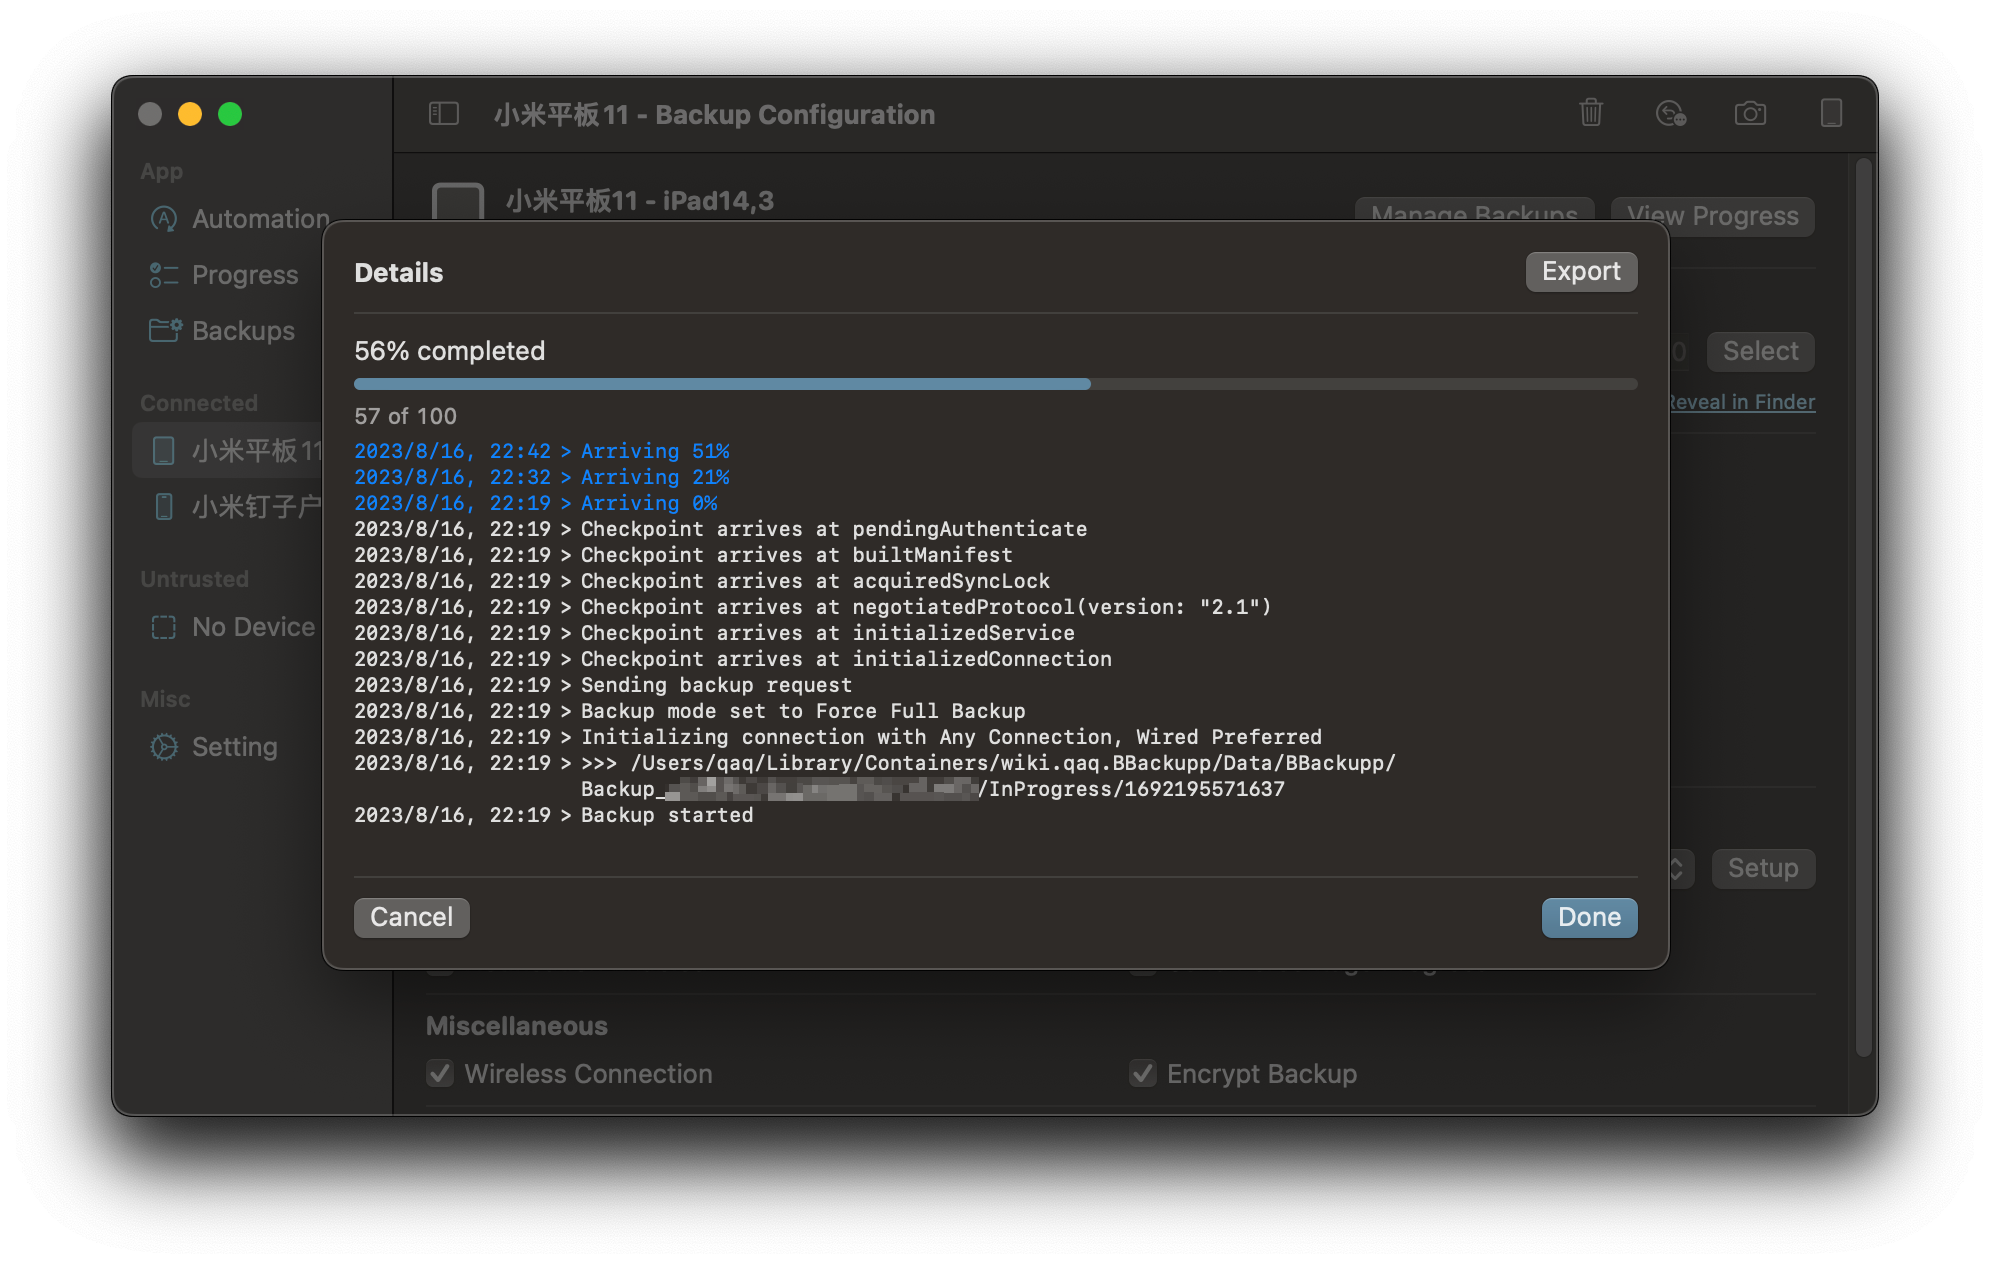 小米平板11 - Backup Configuration
App
Automation
Progress
Backups
Connected
小米平板11
小米钉子户
Untrusted
No Device
Misc
Setting
小米平板11 - iPad14,3
Manage Backups
View Progress
Select
Reveal in Finder
Setup
Details
Export
56% completed
57 of 100
2023/8/16, 22:42 > Arriving 51%
2023/8/16, 22:32 > Arriving 21%
2023/8/16, 22:19 > Arriving 0%
2023/8/16, 22:19 > Checkpoint arrives at pendingAuthenticate
2023/8/16, 22:19 > Checkpoint arrives at builtManifest
2023/8/16, 22:19 > Checkpoint arrives at acquiredSyncLock
2023/8/16, 22:19 > Checkpoint arrives at negotiatedProtocol(version: "2.1")
2023/8/16, 22:19 > Checkpoint arrives at initializedService
2023/8/16, 22:19 > Checkpoint arrives at initializedConnection
2023/8/16, 22:19 > Sending backup request
2023/8/16, 22:19 > Backup mode set to Force Full Backup
2023/8/16, 22:19 > Initializing connection with Any Connection, Wired Preferred
2023/8/16, 22:19 > >>> /Users/qaq/Library/Containers/wiki.qaq.BBackupp/Data/BBackupp/
Backup_ /InProgress/1692195571637
2023/8/16, 22:19 > Backup started
Cancel
Done
Miscellaneous
Wireless Connection
Encrypt Backup